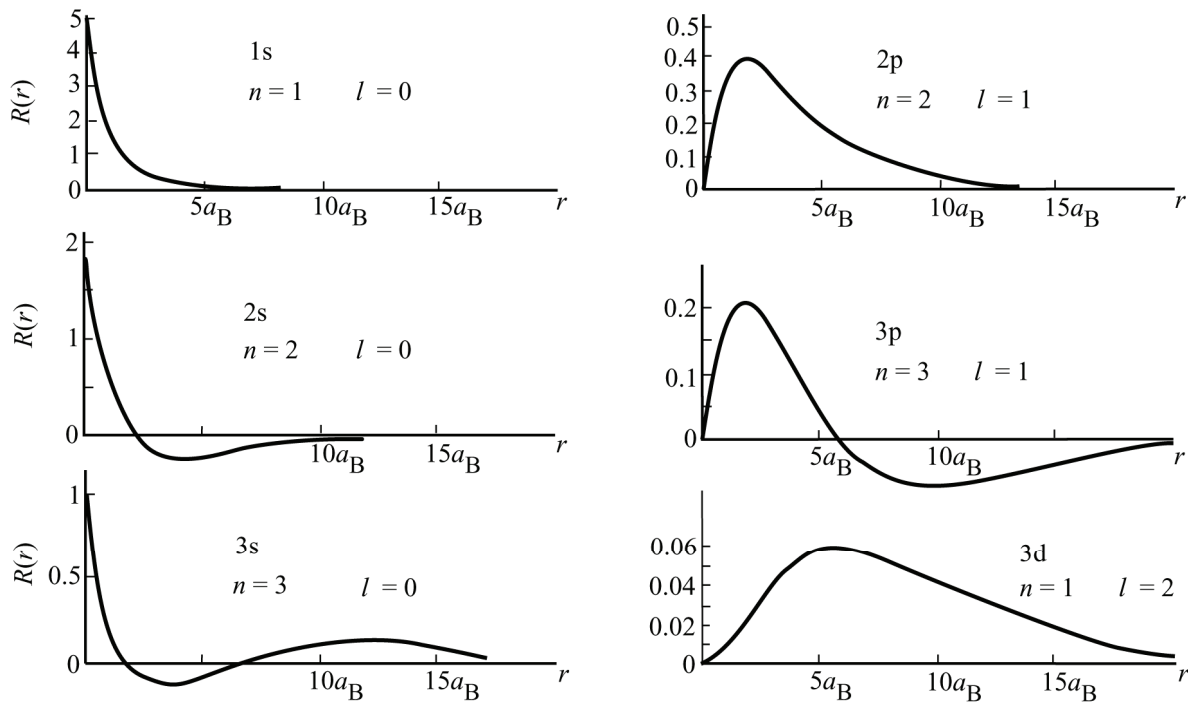 5
4
3
2
1
0
R(r)
1s
n = 1 l = 0
5aB
10aB
15aB
r
0.5
0.4
0.3
0.2
0.1
0
2p
n = 2 l = 1
5aB
10aB
15aB
r
2
1
0
R(r)
2s
n = 2 l = 0
10aB
15aB
r
0.2
0.1
0
3p
n = 3 l = 1
5aB
10aB
r
1
0.5
0
R(r)
3s
n = 3 l = 0
10aB
15aB
r
0.06
0.04
0.02
0
3d
n = 1 l = 2
5aB
10aB
15aB
r